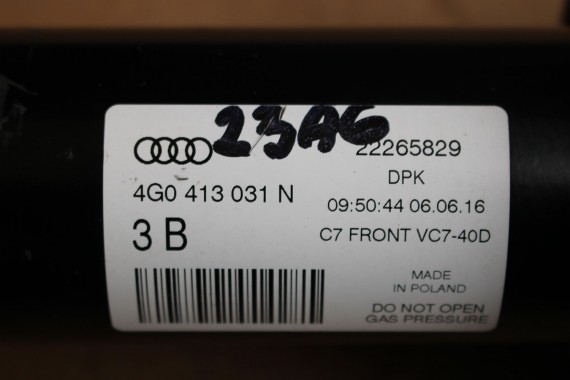 23A6
22265829
DPK
4G0 413 031 N
09:50:44 06.06.16
3 B
C7 FRONT VC7-40D
MADE
IN POLAND
DO NOT OPEN
GAS PRESSURE